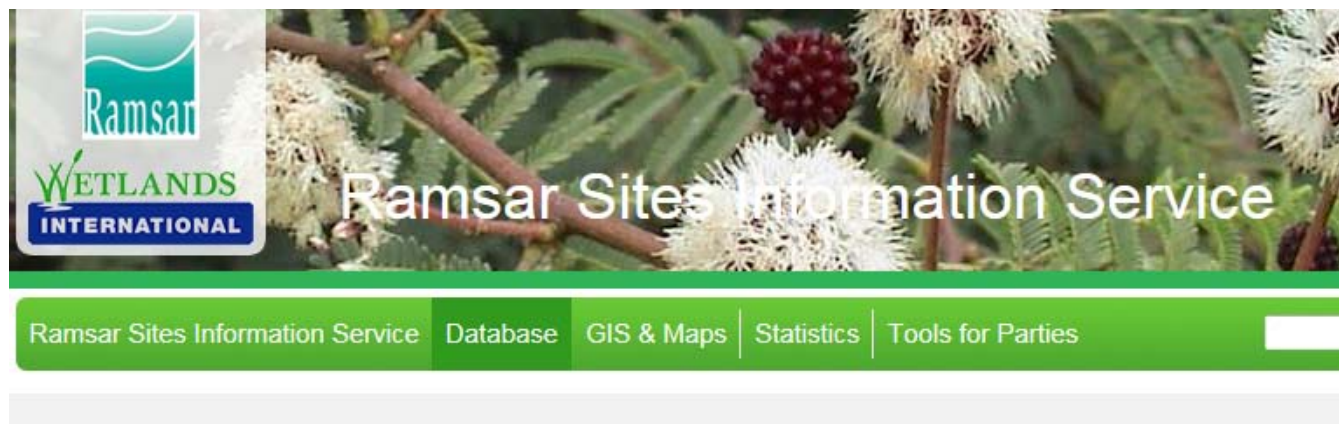 Ramsar
WETLANDS
INTERNATIONAL
Ramsar Sites Information Service
Ramsar Sites Information Service Database GIS & Maps Statistics Tools for Parties